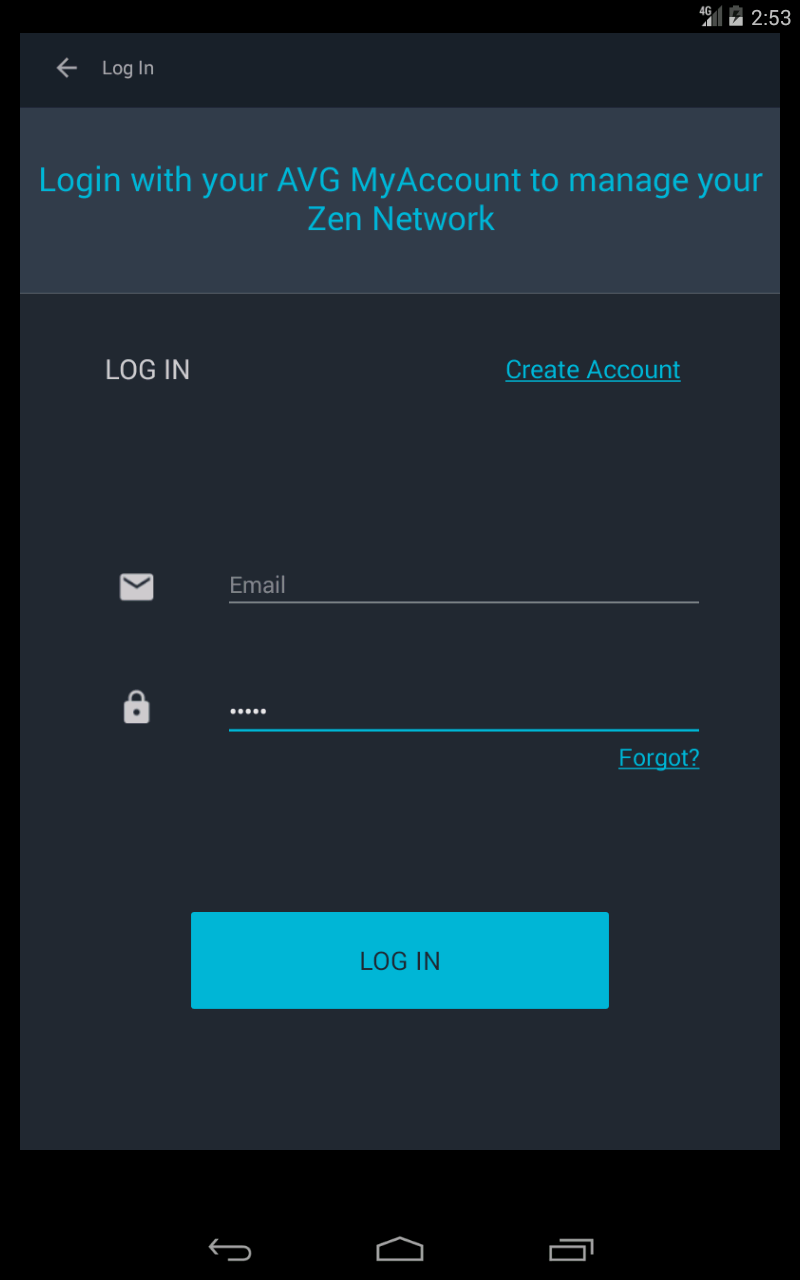 4G 2:53
Log In
Login with your AVG MyAccount to manage your
Zen Network
LOG IN Create Account
Email
•••••
Forgot?
LOG IN